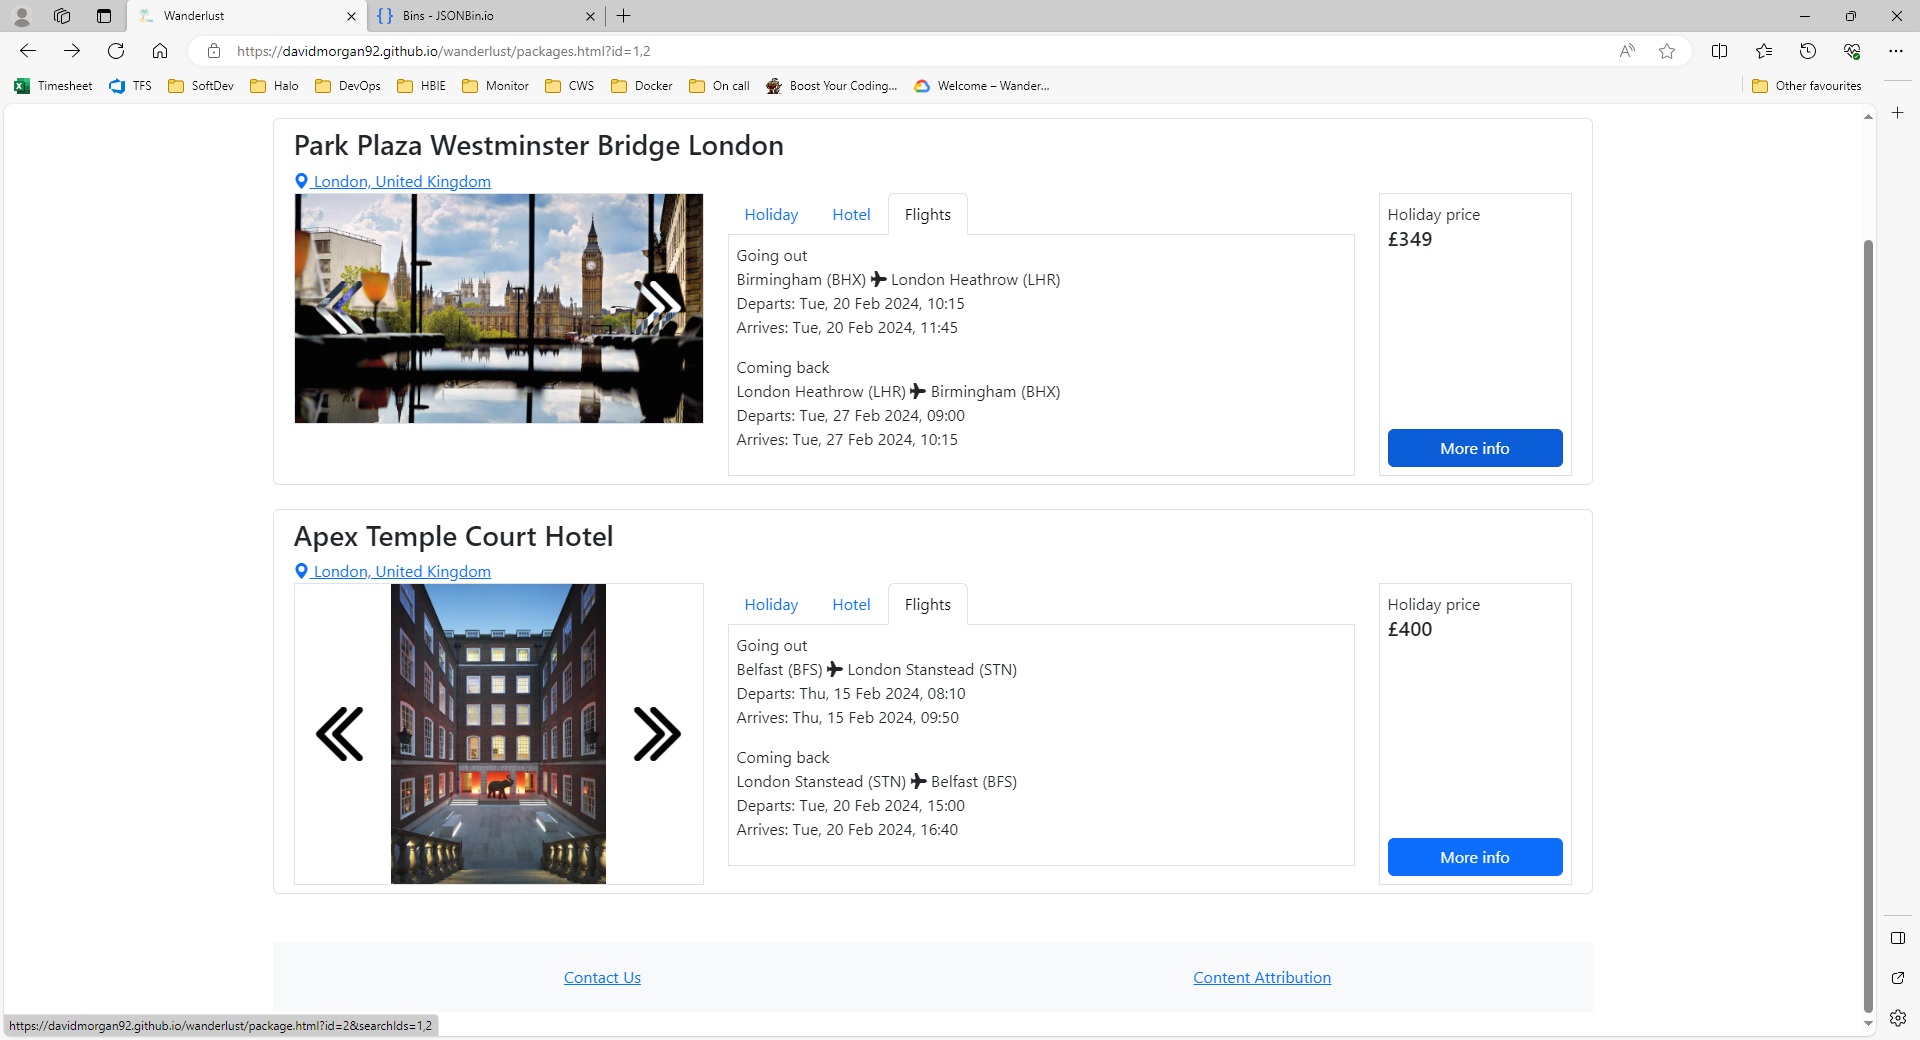 Wanderlust
Bins - JSONBin.io
https://davidmorgan92.github.io/wanderlust/packages.html?id=1,2
Timesheet
TFS
SoftDev
Halo
DevOps
HBIE
Monitor
CWS
Docker
On call
Boost Your Coding...
Welcome – Wander...
Other favourites
Park Plaza Westminster Bridge London
London, United Kingdom
Holiday
Hotel
Flights
Going out
Birmingham (BHX) London Heathrow (LHR)
Departs: Tue, 20 Feb 2024, 10:15
Arrives: Tue, 20 Feb 2024, 11:45
Coming back
London Heathrow (LHR) Birmingham (BHX)
Departs: Tue, 27 Feb 2024, 09:00
Arrives: Tue, 27 Feb 2024, 10:15
Holiday price
£349
More info
Apex Temple Court Hotel
London, United Kingdom
Holiday
Hotel
Flights
Going out
Belfast (BFS) London Stanstead (STN)
Departs: Thu, 15 Feb 2024, 08:10
Arrives: Thu, 15 Feb 2024, 09:50
Coming back
London Stanstead (STN) Belfast (BFS)
Departs: Tue, 20 Feb 2024, 15:00
Arrives: Tue, 20 Feb 2024, 16:40
Holiday price
£400
More info
Contact Us
Content Attribution
https://davidmorgan92.github.io/wanderlust/package.html?id=2&searchIds=1,2